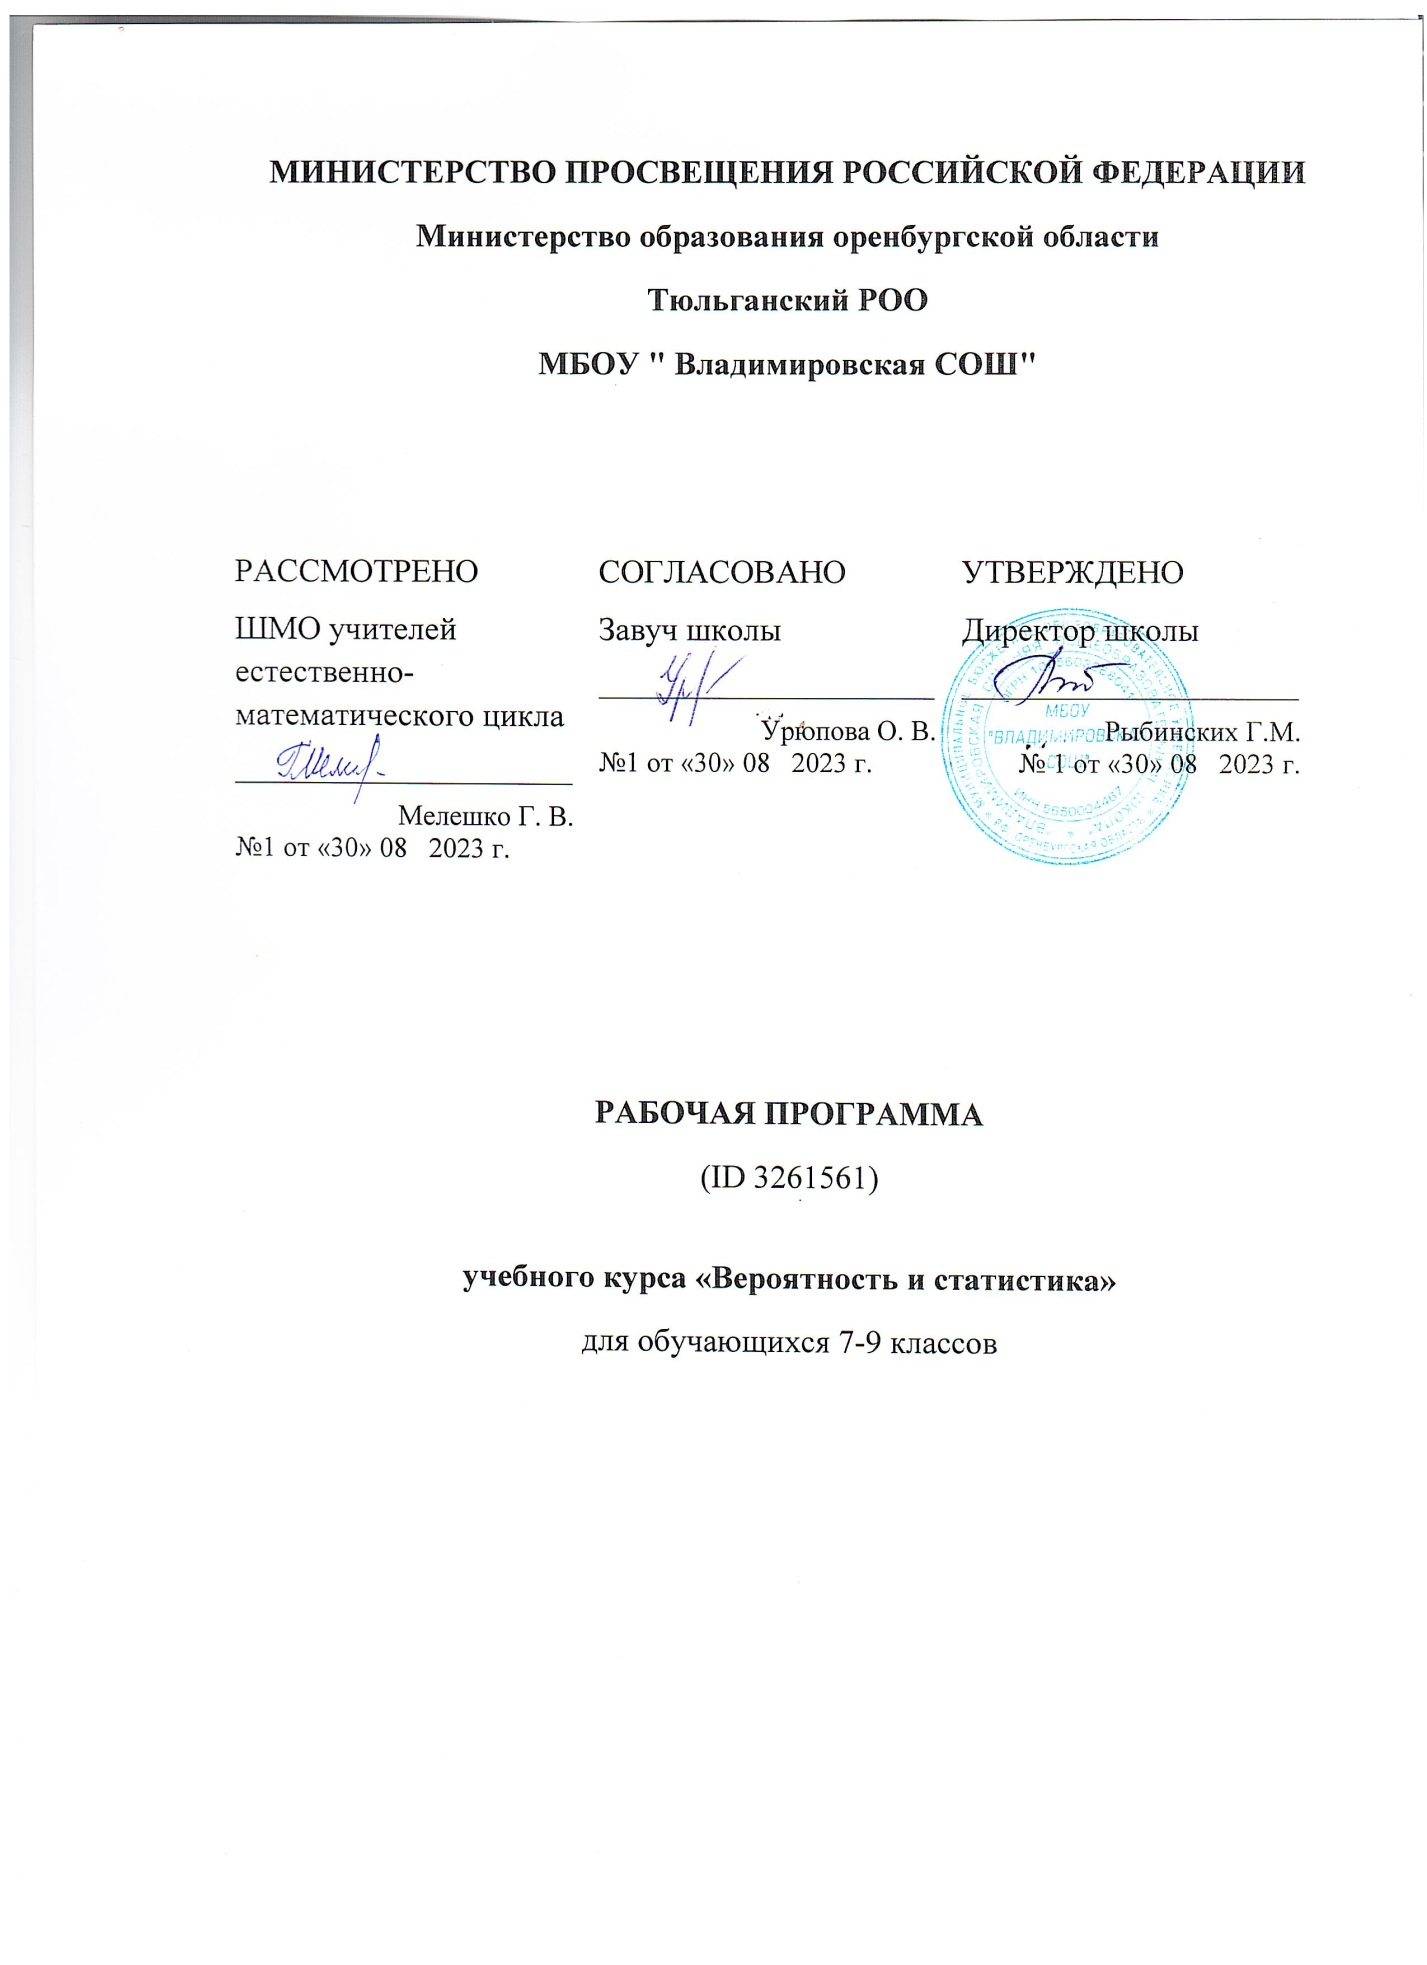 МИНИСТЕРСТВО ПРОСВЕЩЕНИЯ РОССИЙСКОЙ ФЕДЕРАЦИИ
Министерство образования оренбургской области
Тюльганский РОО
МБОУ " Владимировская СОШ"
РАССМОТРЕНО
ШМО учителей
естественно-
математического цикла
Мелешко Г. В.
№1 от «30» 08 2023 г.
СОГЛАСОВАНО
Завуч школы
Урюпова О. В.
№1 от «30» 08 2023 г.
УТВЕРЖДЕНО
Директор школы
Рыбинских Г.М.
№ 1 от «30» 08 2023 г.
МБОУ
РАБОЧАЯ ПРОГРАММА
(ID 3261561)
учебного курса «Вероятность и статистика»
для обучающихся 7-9 классов